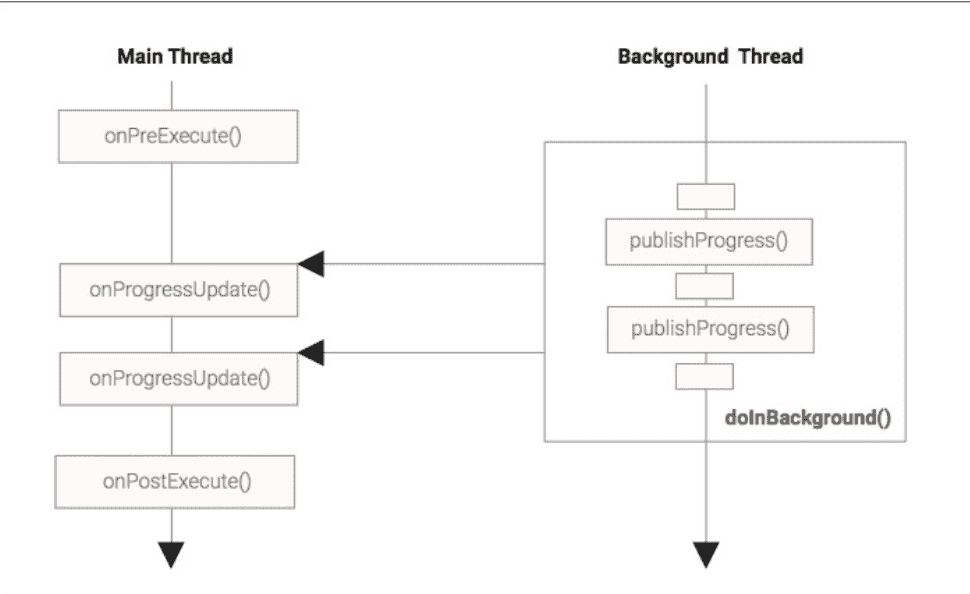 Main Thread
onPreExecute()
onProgressUpdate()
onProgressUpdate()
onPostExecute()
Background Thread
publishProgress()
publishProgress()
doInBackground()